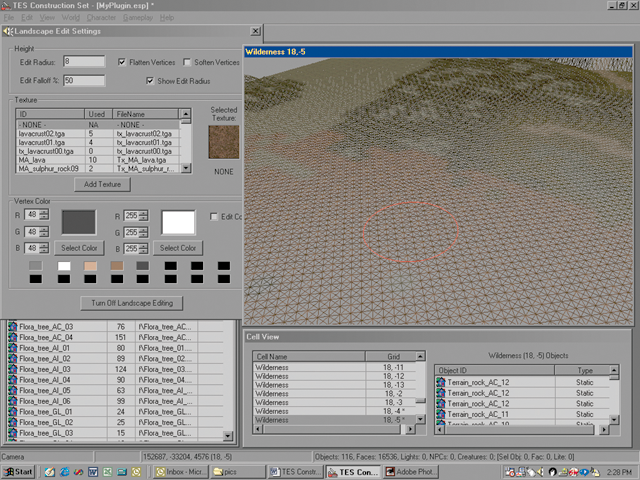 TES Construction Set - [MyPlugin.esp] *
File Edit View World Character Gameplay Help
Landscape Edit Settings
Height
Edit Radius: 8 Flatten Vertices Soften Vertices
Edit Falloff %: 50 Show Edit Radius
Texture
ID Used FileName
- NONE - NA - NONE -
lavacrust02.tga 5 tx_lavacrust02.tga
lavacrust01.tga 4 tx_lavacrust01.tga
tx_lavacrust00.tga 0 tx_lavacrust00.tga
MA_lava 10 Tx_MA_lava.tga
MA_sulphur_rock09 2 Tx_MA_sulphur_r...
Selected
Texture:
NONE
Add Texture
Vertex Color
R 48 R 255 Edit Co
G 48 G 255
B 48 Select Color B 255 Select Color
Turn Off Landscape Editing
Wilderness 18,-5
Flora_tree_AC_03 76 f\Flora_tree_AC...
Flora_tree_AC_04 151 f\Flora_tree_AC...
Flora_tree_AI_01 80 f\Flora_tree_01...
Flora_tree_AI_02 89 f\Flora_tree_02...
Flora_tree_AI_03 124 f\Flora_tree_03...
Flora_tree_AI_04 90 f\Flora_tree_04...
Flora_tree_AI_05 63 f\Flora_tree_AI_...
Flora_tree_AI_06 99 f\Flora_tree_AI_...
Flora_tree_GL_01 24 f\Flora_tree_GL...
Flora_tree_GL_02 25 f\Flora_tree_GL...
Flora_tree_GL_03 15 f\Flora_tree_GL...
Cell View
Cell Name Grid
Wilderness 18, -11
Wilderness 18, -12
Wilderness 18, -13
Wilderness 18, -2
Wilderness 18, -3
Wilderness 18, -4 *
Wilderness 18, -5 *
Wilderness (18, -5) Objects
Object ID Type
Terrain_rock_AC_12 Static
Terrain_rock_AC_12 Static
Terrain_rock_AC_11 Static
Terrain_rock_AC_10 Static
Camera 152687, -33204, 4576 (18, -5) Objects: 116, Faces: 16536, Lights: 0, NPCs: 0, Creatures: 0; [Sel Obj: 0, Fac: 0, Lite: 0]
Start Inbox - Micr... pics TES Constr... TES Con... Adobe Phot... 2:28 PM